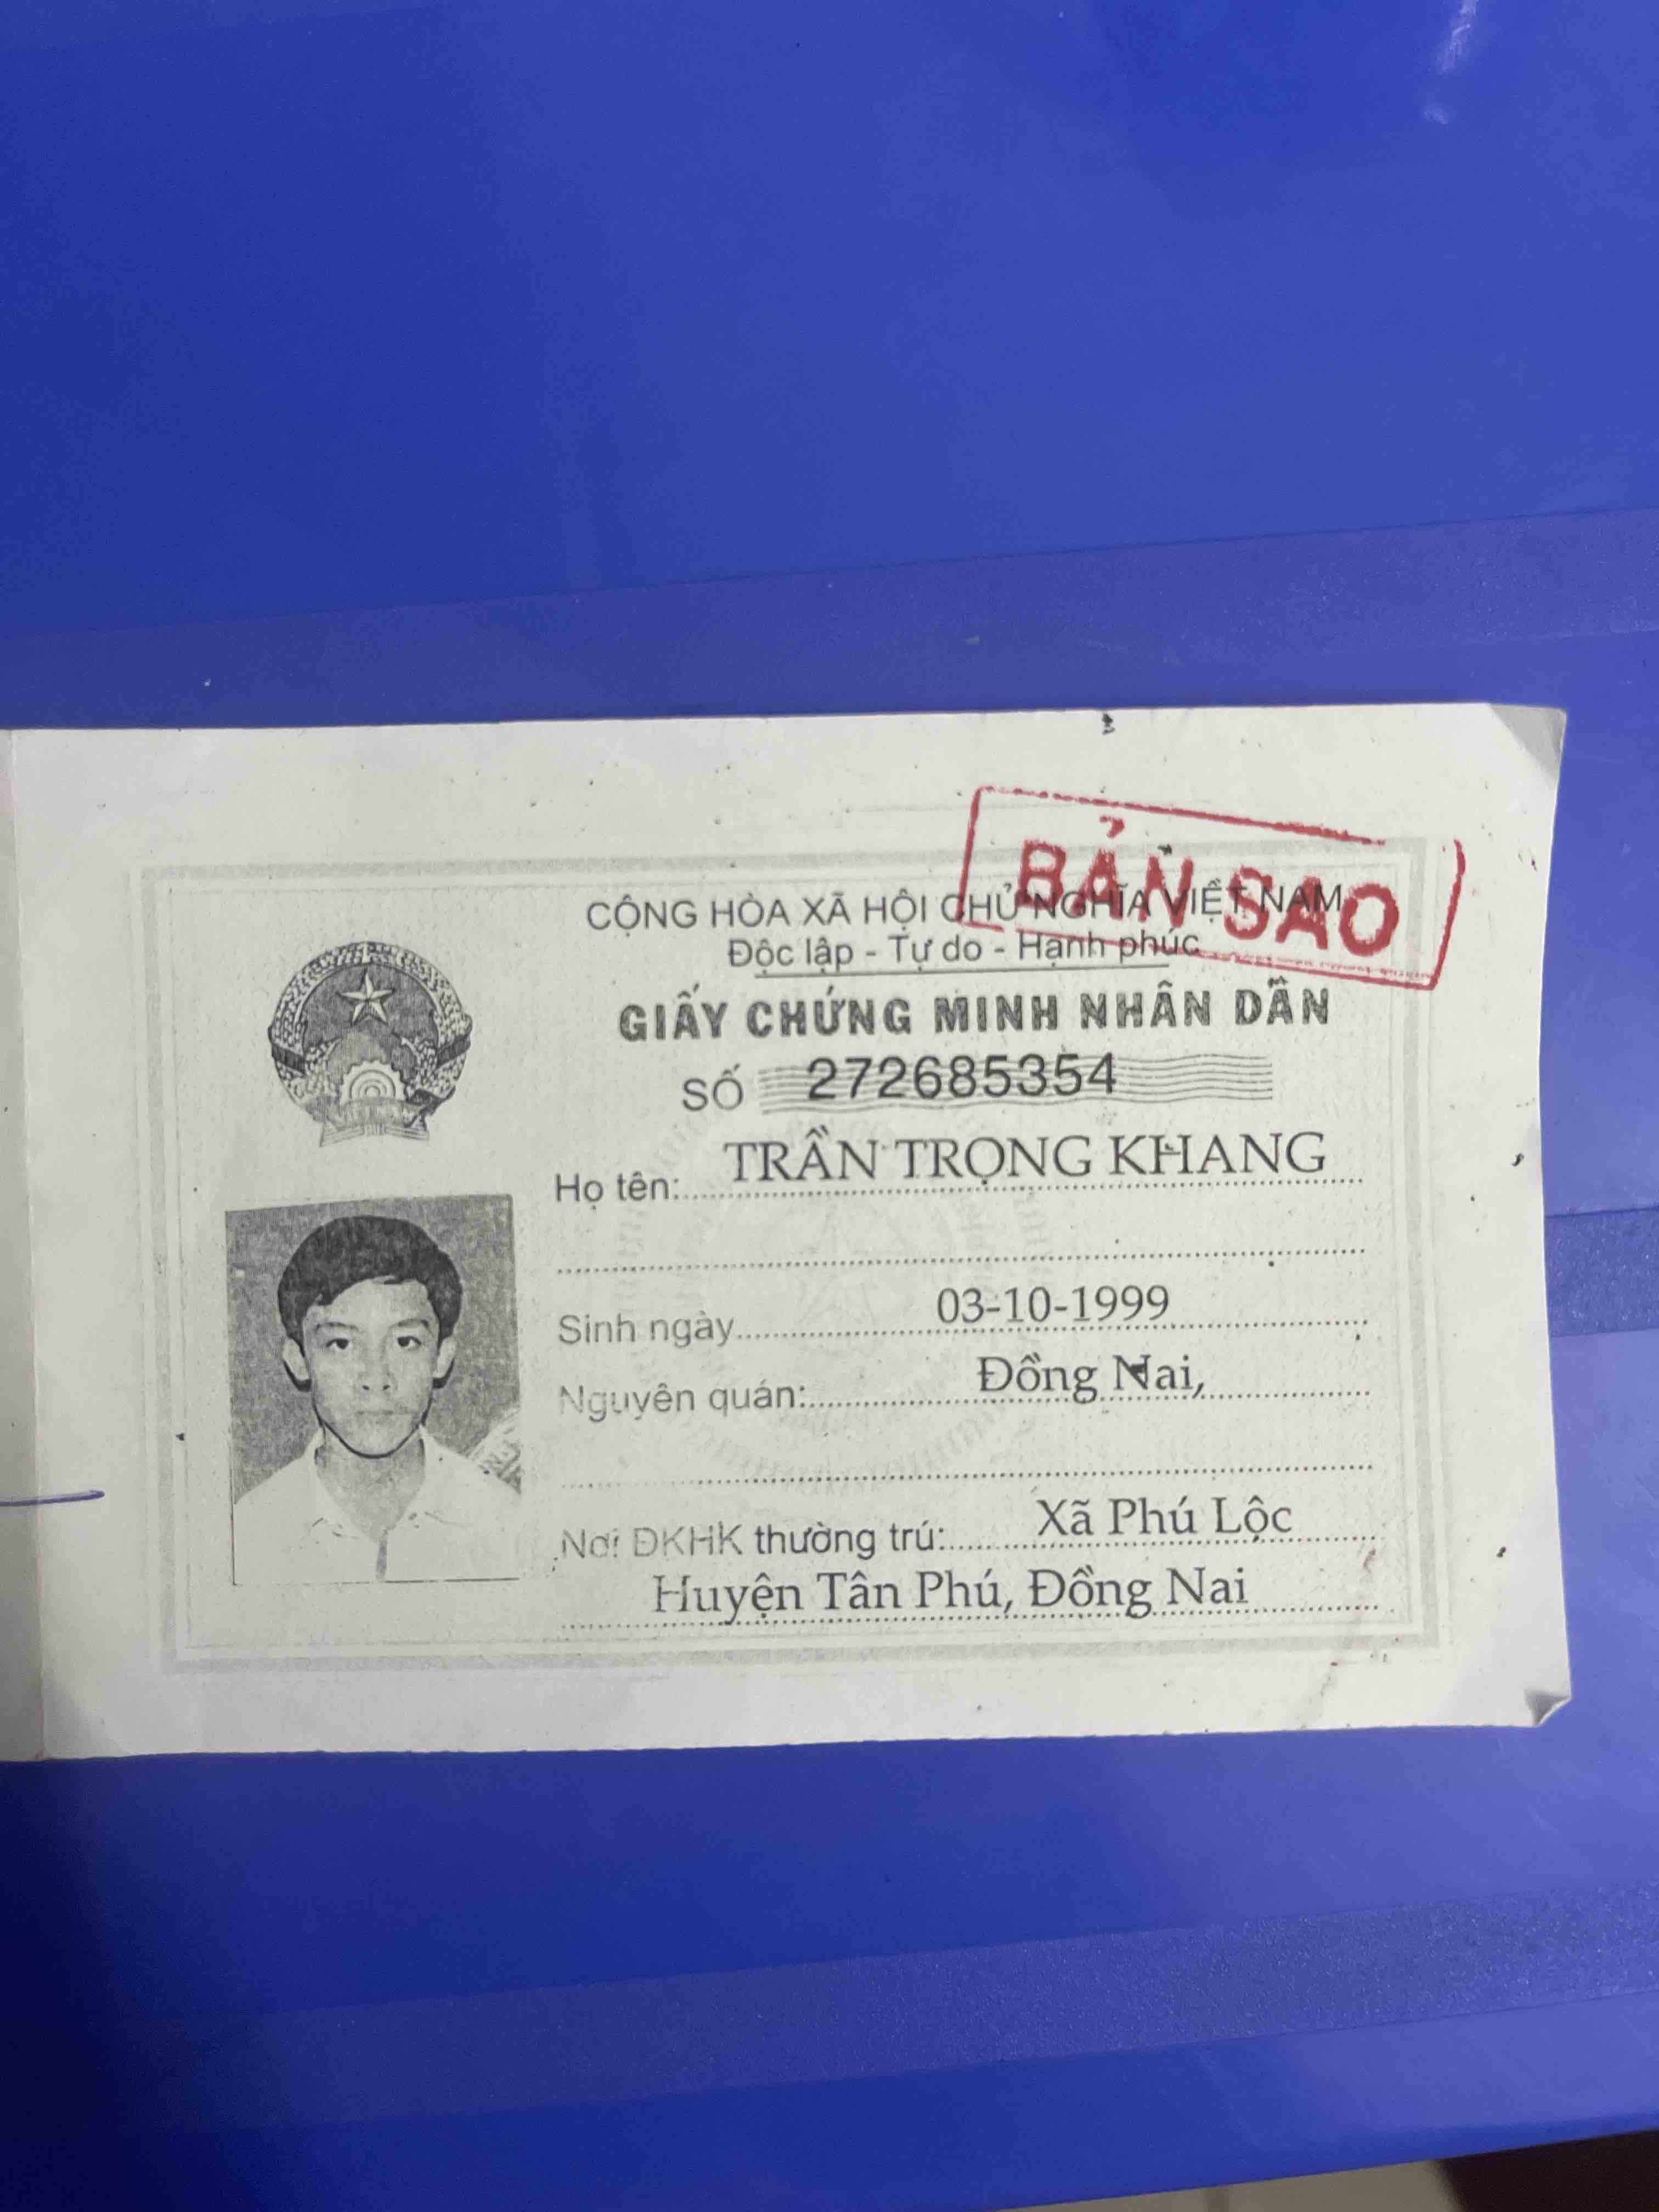 BẢN SAO
CỘNG HÒA XÃ HỘI CHỦ NGHĨA VIỆT NAM
Độc lập - Tự do - Hạnh phúc
GIẤY CHỨNG MINH NHÂN DÂN
SỐ 272685354
Họ tên: TRẦN TRỌNG KHANG
Sinh ngày 03-10-1999
Nguyên quán: Đồng Nai,
Nơi ĐKHK thường trú: Xã Phú Lộc
Huyện Tân Phú, Đồng Nai